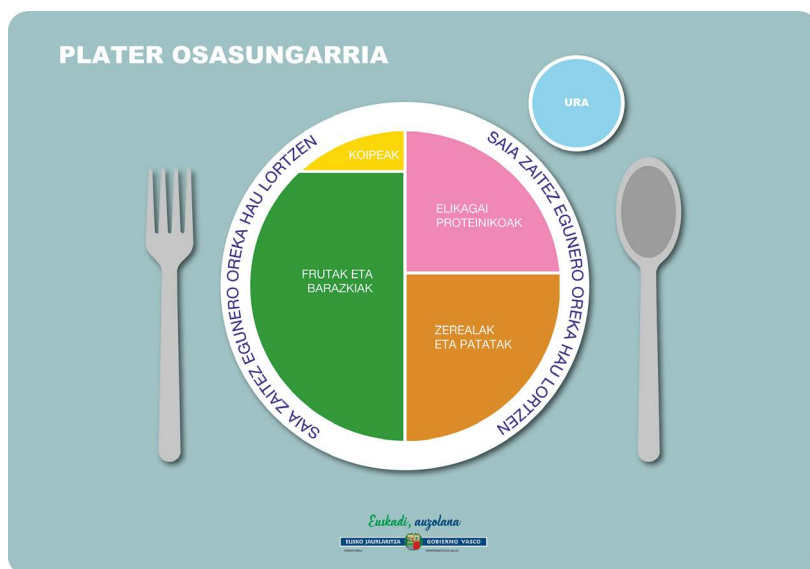 PLATER OSASUNGARRIA
URA
SAIA ZAITEZ EGUNERO OREKA HAU LORTZEN
SAIA ZAITEZ EGUNERO OREKA HAU LORTZEN
KOIPEAK
ELIKAGAI
PROTEINIKOAK
FRUTAK ETA
BARAZKIAK
ZEREALAK
ETA PATATAK
Euskadi, auzolana
EUSKO JAURLARITZA GOBIERNO VASCO